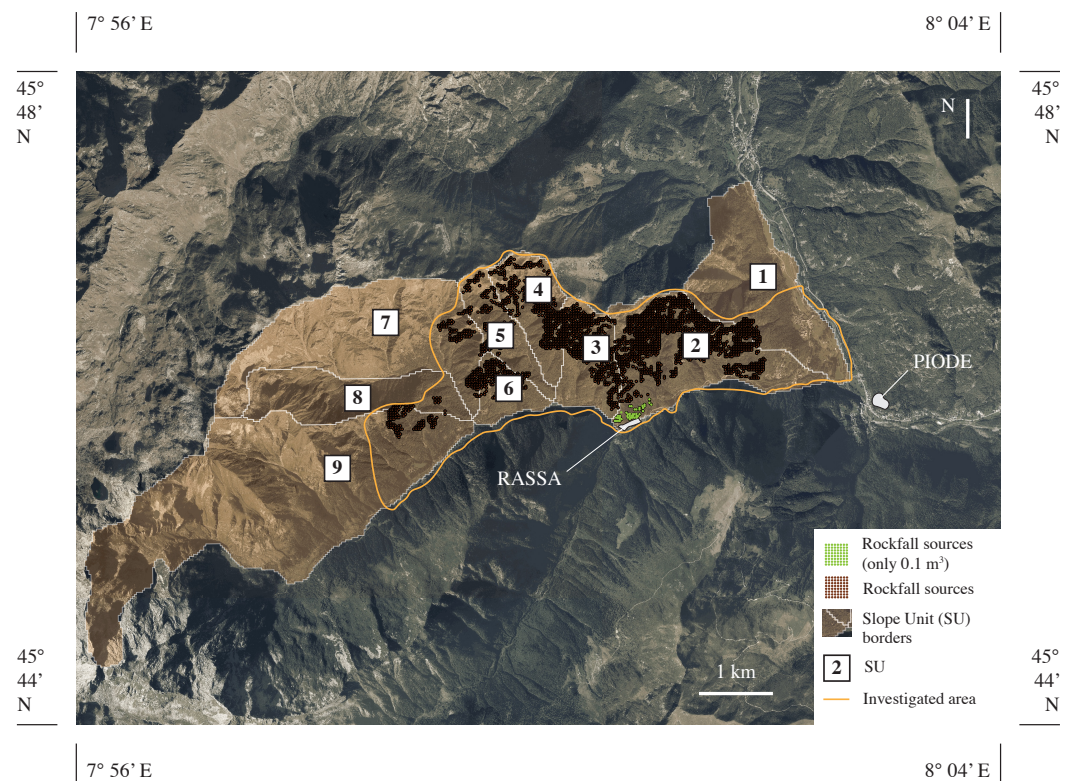 7° 56’ E
8° 04’ E
45°
48’
N
45°
48’
N
N
1
4
7
5
3
2
PIODE
6
8
9
RASSA
Rockfall sources
(only 0.1 m³)
Rockfall sources
Slope Unit (SU)
borders
2 SU
Investigated area
1 km
45°
44’
N
45°
44’
N
7° 56’ E
8° 04’ E